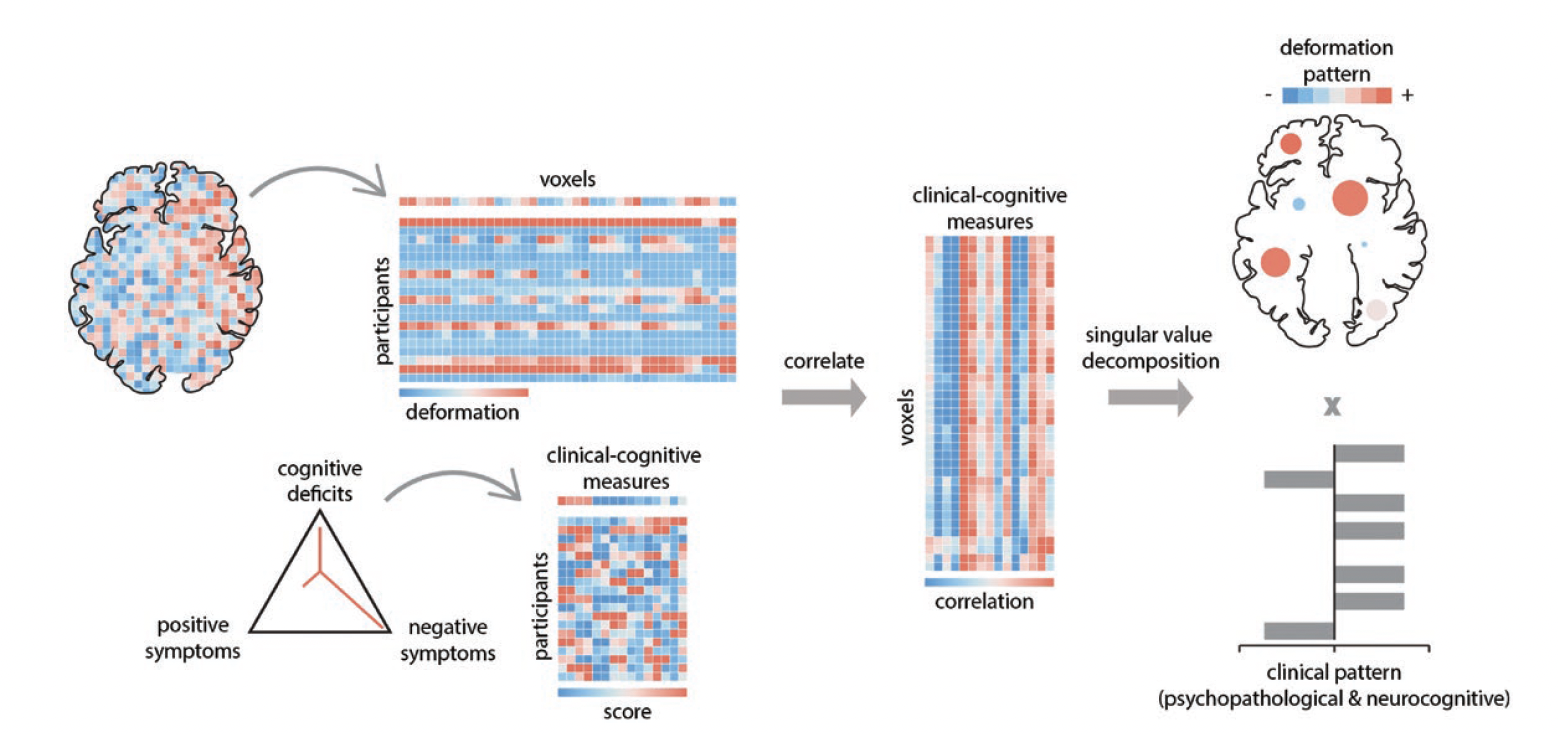 voxels
participants
deformation
cognitive
deficits
positive
symptoms
negative
symptoms
clinical-cognitive
measures
participants
score
correlate
clinical-cognitive
measures
voxels
correlation
singular value
decomposition
deformation
pattern
- +
x
clinical pattern
(psychopathological & neurocognitive)